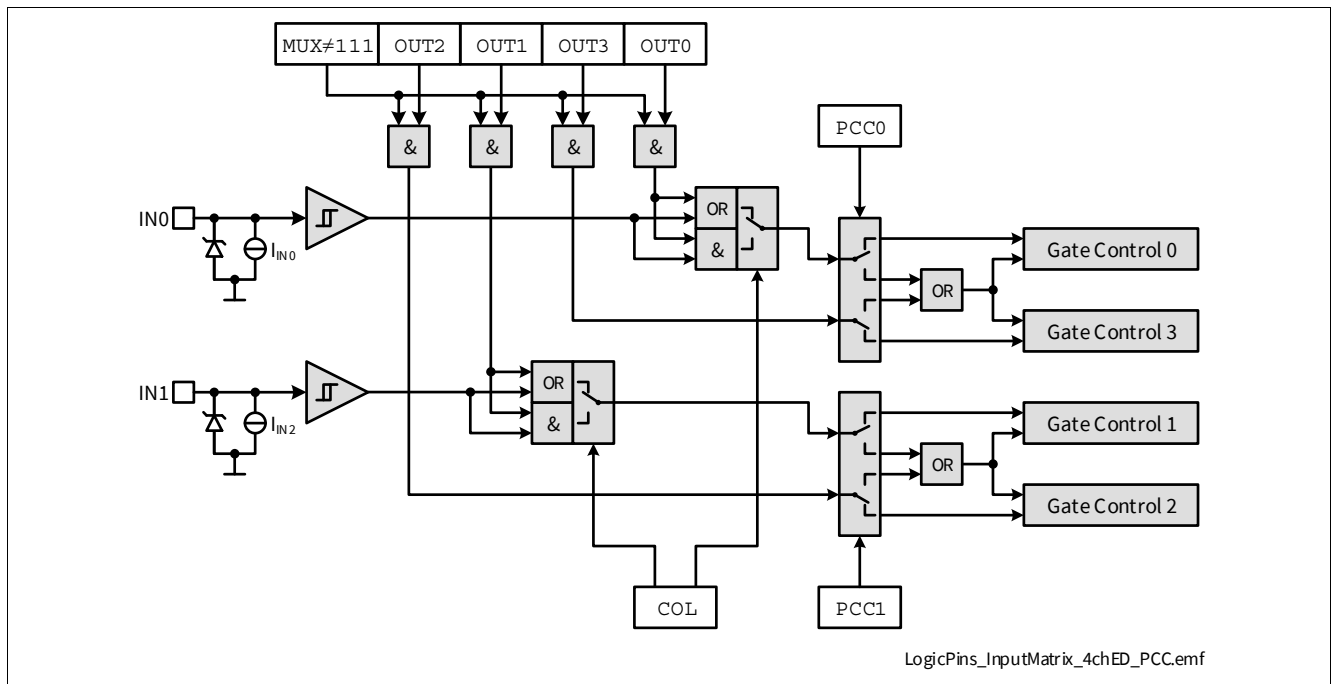 MUX≠111 OUT2 OUT1 OUT3 OUT0
PCC0
& & & &
IN0
I_IN0
OR
&
OR
Gate Control 0
Gate Control 3
IN1
I_IN2
OR
&
OR
Gate Control 1
Gate Control 2
COL
PCC1
LogicPins_InputMatrix_4chED_PCC.emf